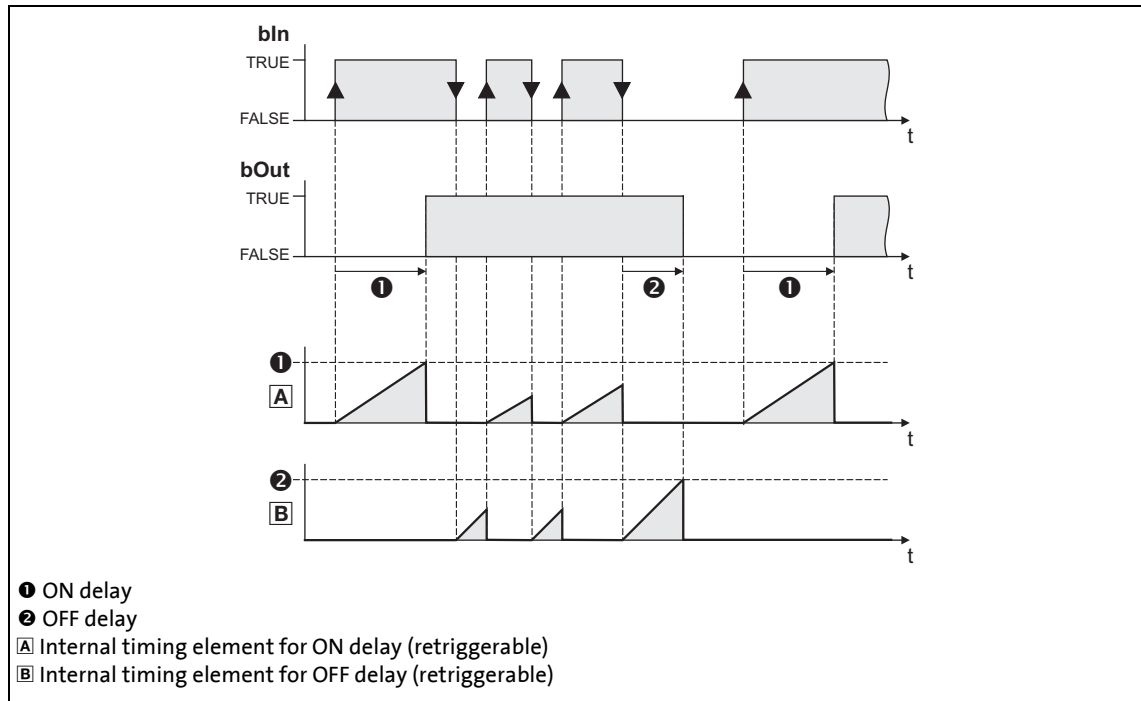 bIn
TRUE
FALSE
t
bOut
TRUE
FALSE
t
❶ ❷ ❶
❶
A
t
❷
B
t
❶ ON delay
❷ OFF delay
A Internal timing element for ON delay (retriggerable)
B Internal timing element for OFF delay (retriggerable)